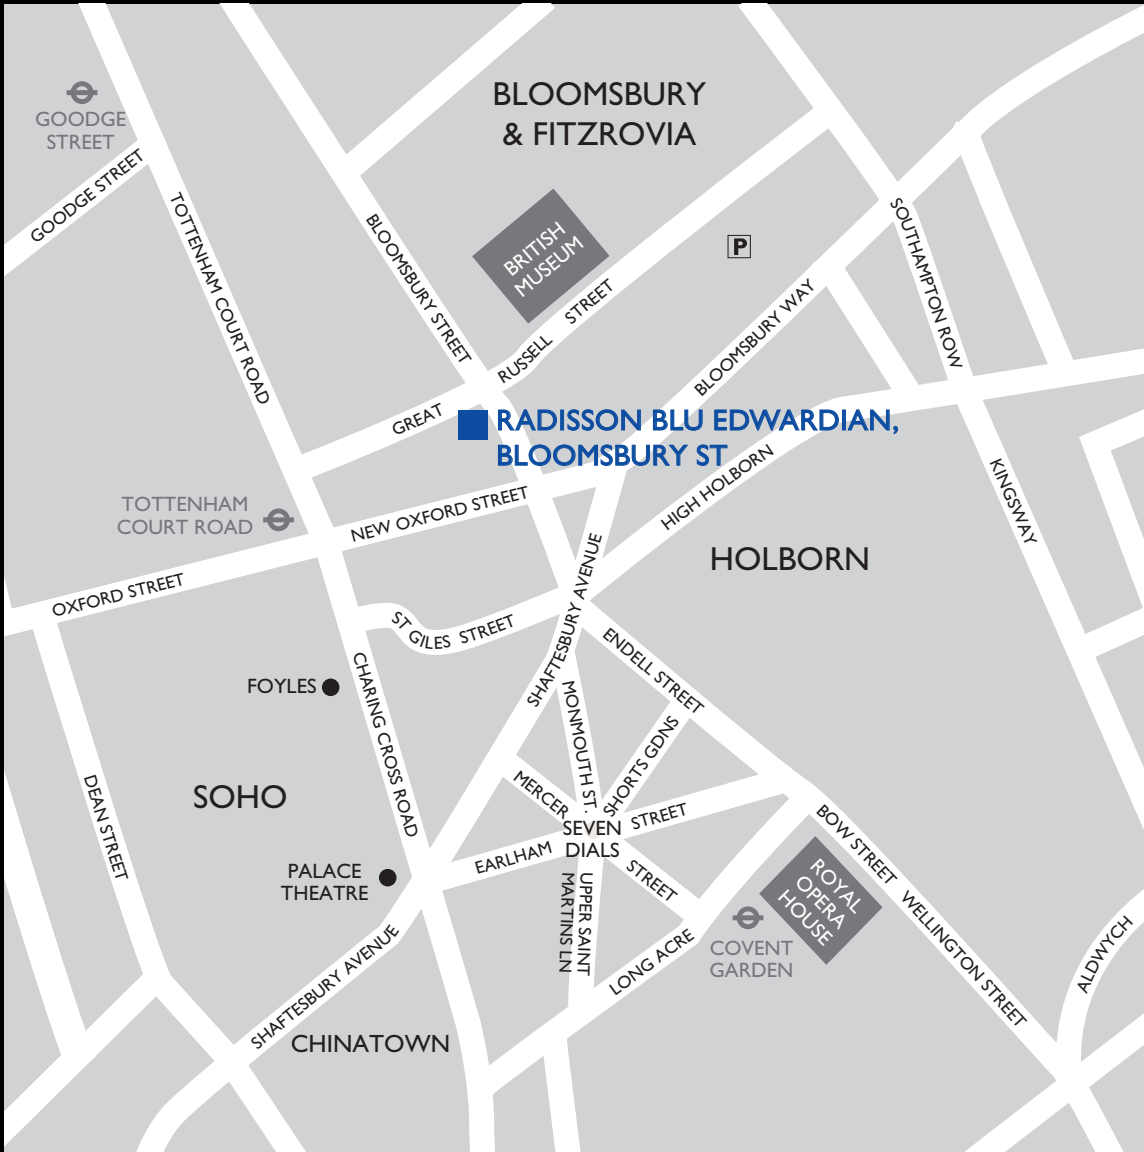 BLOOMSBURY
& FITZROVIA
GOODGE
STREET
GOODGE STREET
TOTTENHAM COURT ROAD
BLOOMSBURY STREET
BRITISH
MUSEUM
P
SOUTHAMPTON ROW
GREAT RUSSELL STREET
BLOOMSBURY WAY
RADISSON BLU EDWARDIAN,
BLOOMSBURY ST
HIGH HOLBORN
KINGSWAY
TOTTENHAM
COURT ROAD
NEW OXFORD STREET
HOLBORN
OXFORD STREET
ST GILES STREET
SHAFTESBURY AVENUE
ENDELL STREET
FOYLES
CHARING CROSS ROAD
MONMOUTH ST.
SHORTS GDNS
SOHO
DEAN STREET
MERCER STREET
SEVEN
DIALS
EARLHAM STREET
BOW STREET
PALACE
THEATRE
UPPER SAINT
MARTINS LN
ROYAL
OPERA
HOUSE
WELLINGTON STREET
COVENT
GARDEN
LONG ACRE
ALDWYCH
SHAFTESBURY AVENUE
CHINATOWN